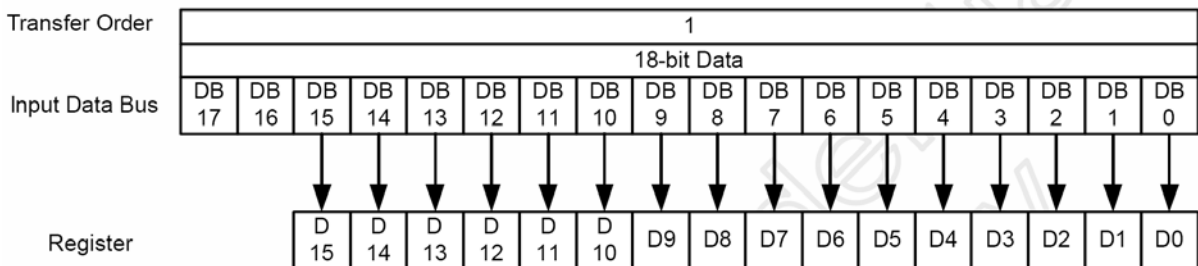 Transfer Order 1
18-bit Data
Input Data Bus DB 17 DB 16 DB 15 DB 14 DB 13 DB 12 DB 11 DB 10 DB 9 DB 8 DB 7 DB 6 DB 5 DB 4 DB 3 DB 2 DB 1 DB 0
Register D 15 D 14 D 13 D 12 D 11 D 10 D9 D8 D7 D6 D5 D4 D3 D2 D1 D0